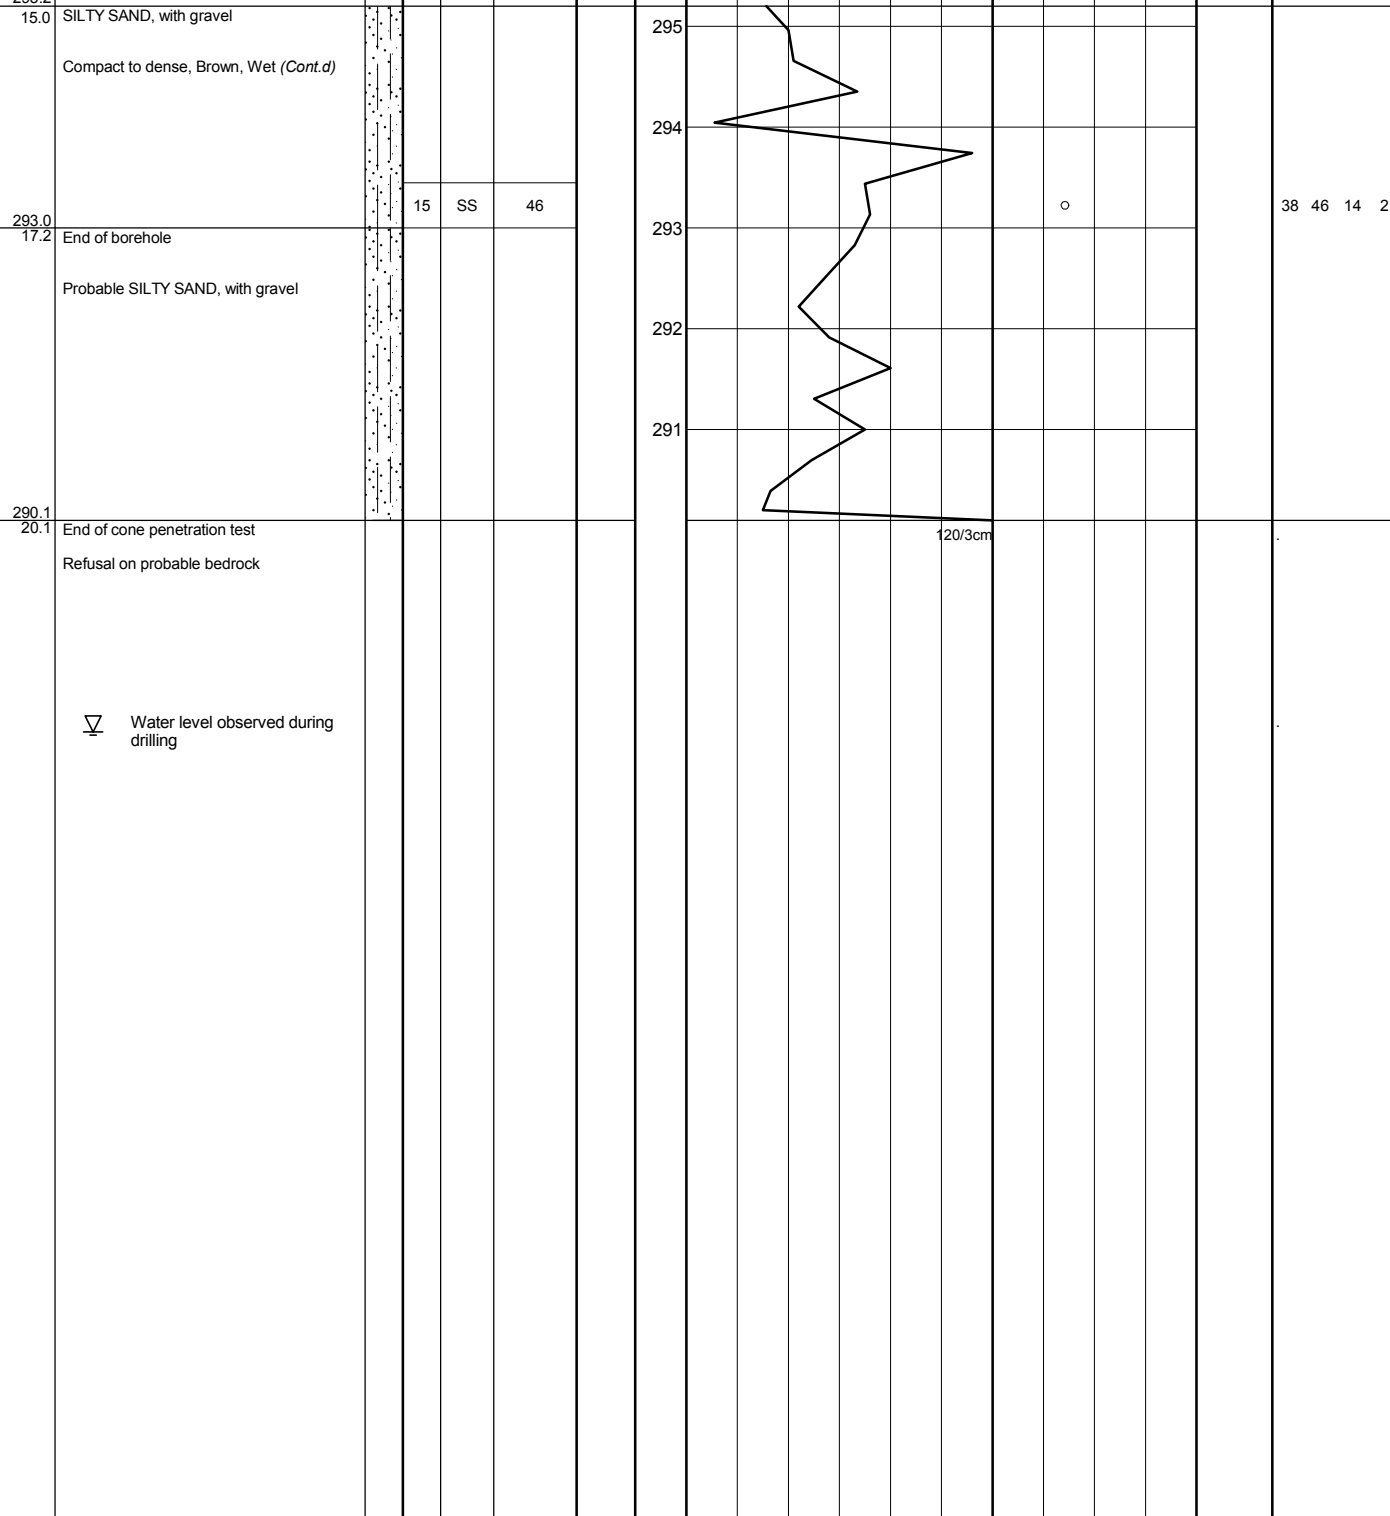 15.0 SILTY SAND, with gravel
295
Compact to dense, Brown, Wet (Cont.d)
294
15 SS 46 38 46 14 2
293.0
17.2 End of borehole
293
Probable SILTY SAND, with gravel
292
291
290.1
20.1 End of cone penetration test
120/3cm
Refusal on probable bedrock
Water level observed during
drilling